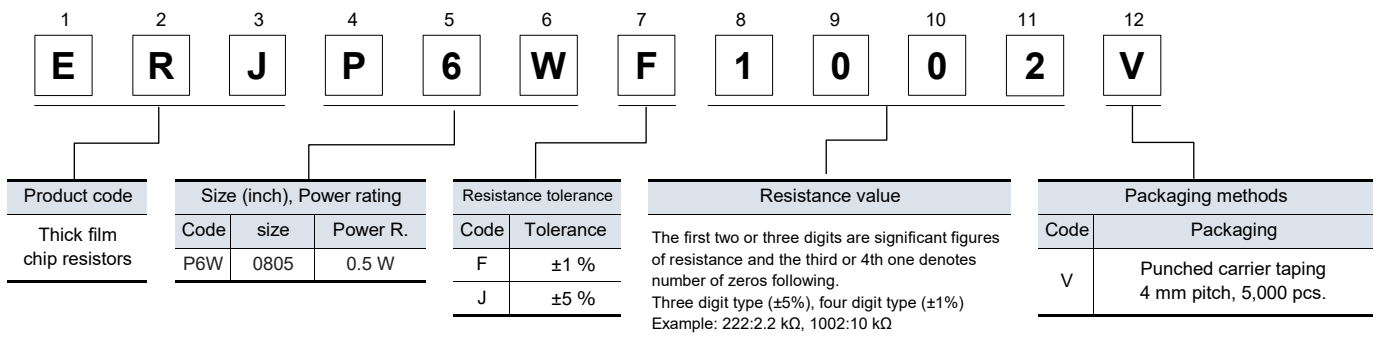 1 2 3 4 5 6 7 8 9 10 11 12
E R J P 6 W F 1 0 0 2 V
Product code
Thick film
chip resistors
Size (inch), Power rating
Code size Power R.
P6W 0805 0.5 W
Resistance tolerance
Code Tolerance
F ±1 %
J ±5 %
Resistance value
The first two or three digits are significant figures
of resistance and the third or 4th one denotes
number of zeros following.
Three digit type (±5%), four digit type (±1%)
Example: 222:2.2 kΩ, 1002:10 kΩ
Packaging methods
Code Packaging
V Punched carrier taping
4 mm pitch, 5,000 pcs.